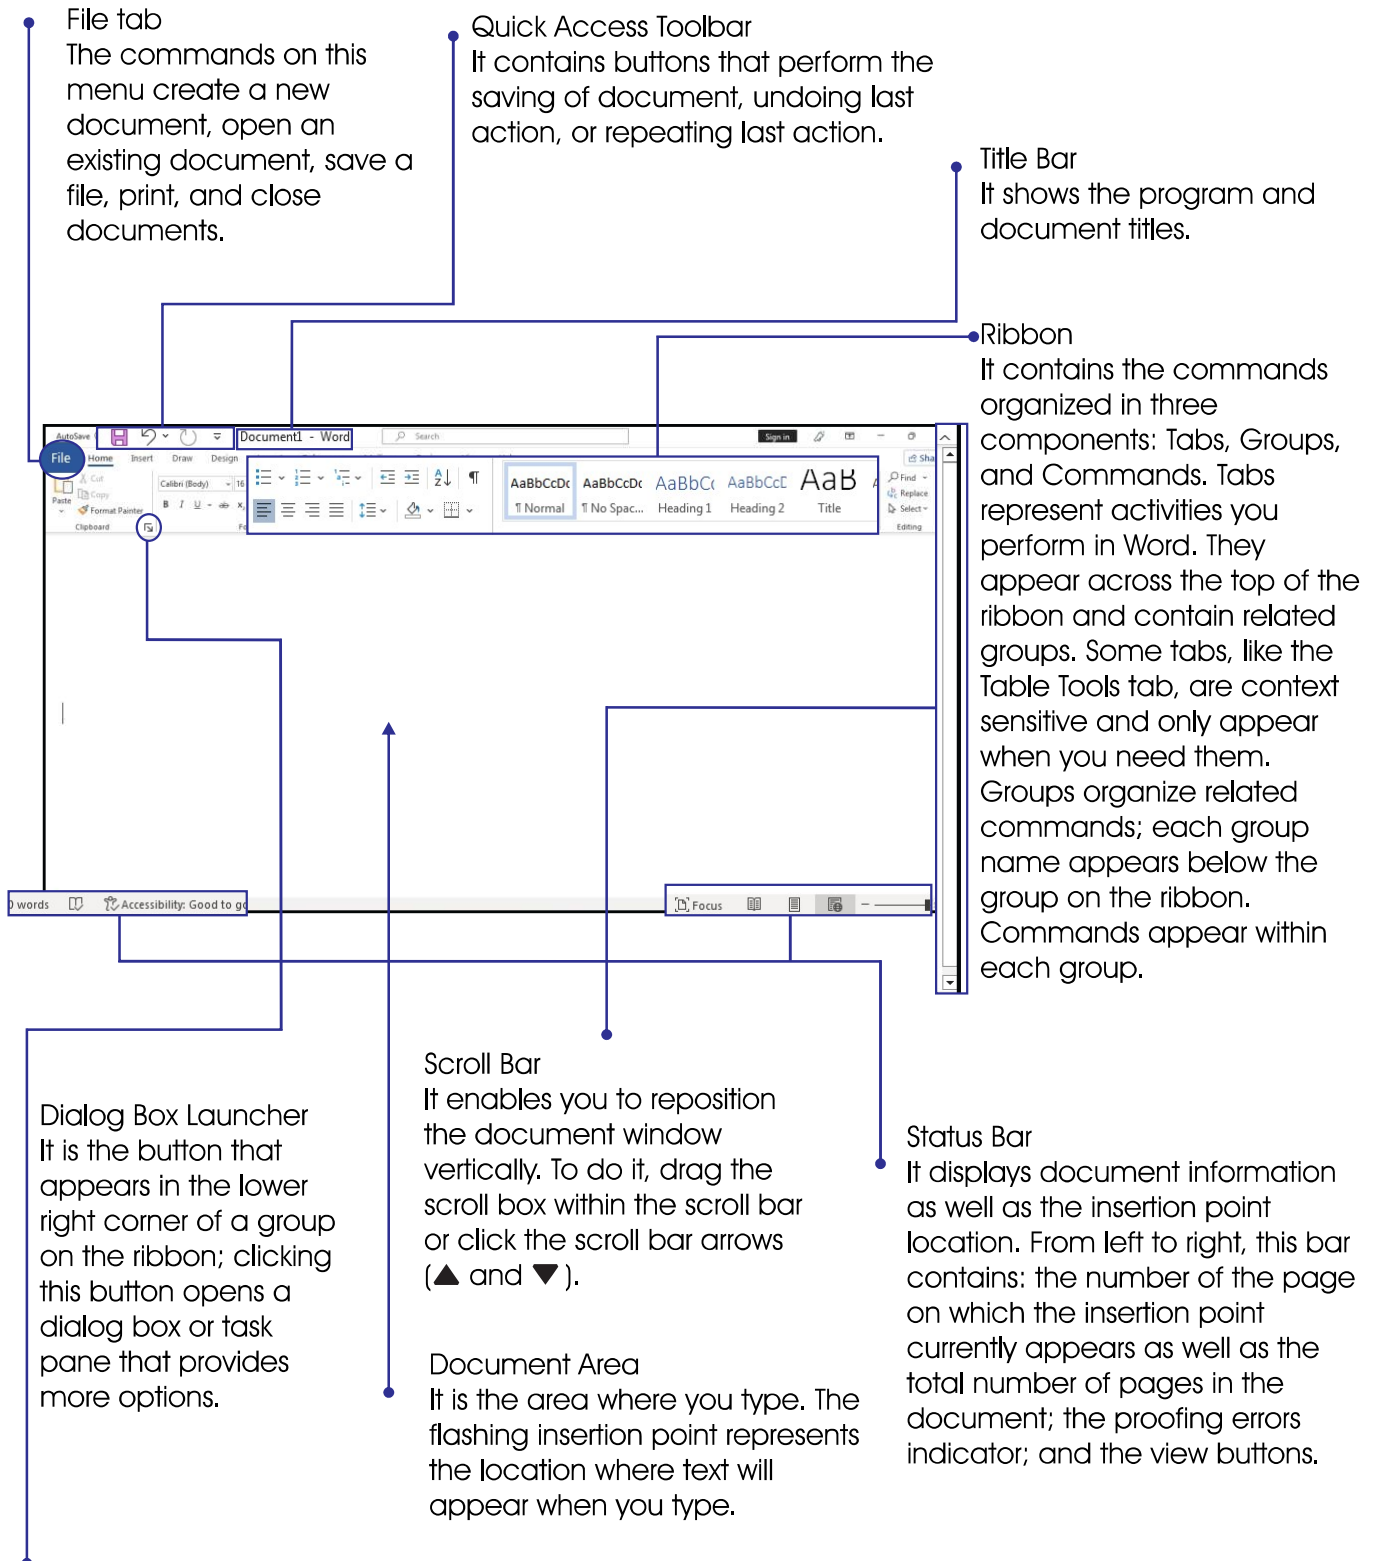 File tab
The commands on this
menu create a new
document, open an
existing document, save a
file, print, and close
documents.
Quick Access Toolbar
It contains buttons that perform the
saving of document, undoing last
action, or repeating last action.
Title Bar
It shows the program and
document titles.
Ribbon
It contains the commands
organized in three
components: Tabs, Groups,
and Commands. Tabs
represent activities you
perform in Word. They
appear across the top of the
ribbon and contain related
groups. Some tabs, like the
Table Tools tab, are context
sensitive and only appear
when you need them.
Groups organize related
commands; each group
name appears below the
group on the ribbon.
Commands appear within
each group.
AutoSave
Document1 - Word
Search
Sign in
File Home Insert Draw Design
Sha
Cut
Copy
Paste
Format Painter
Clipboard
Calibri (Body) 16
B I U ab x
Fo
AaBbCcDc AaBbCcDc AaBbCc AaBbCcD AaB
¶ Normal ¶ No Spac... Heading 1 Heading 2 Title
Find
Replace
Select
Editing
0 words Accessibility: Good to go
Focus
Dialog Box Launcher
It is the button that
appears in the lower
right corner of a group
on the ribbon; clicking
this button opens a
dialog box or task
pane that provides
more options.
Scroll Bar
It enables you to reposition
the document window
vertically. To do it, drag the
scroll box within the scroll bar
or click the scroll bar arrows
(▲ and ▼).
Document Area
It is the area where you type. The
flashing insertion point represents
the location where text will
appear when you type.
Status Bar
It displays document information
as well as the insertion point
location. From left to right, this bar
contains: the number of the page
on which the insertion point
currently appears as well as the
total number of pages in the
document; the proofing errors
indicator; and the view buttons.